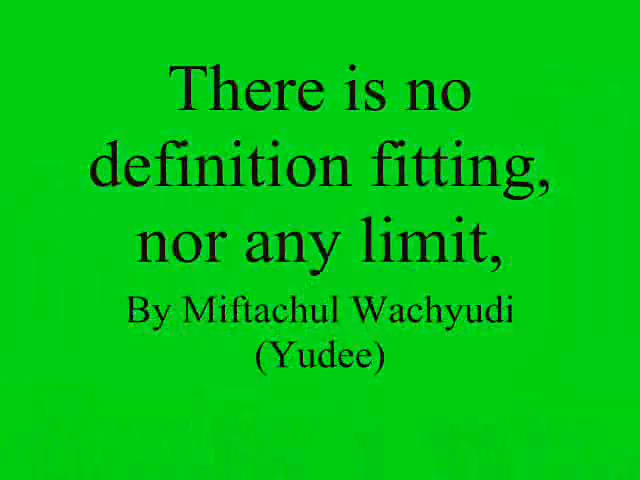 There is no
definition fitting,
nor any limit,
By Miftachul Wachyudi
(Yudee)